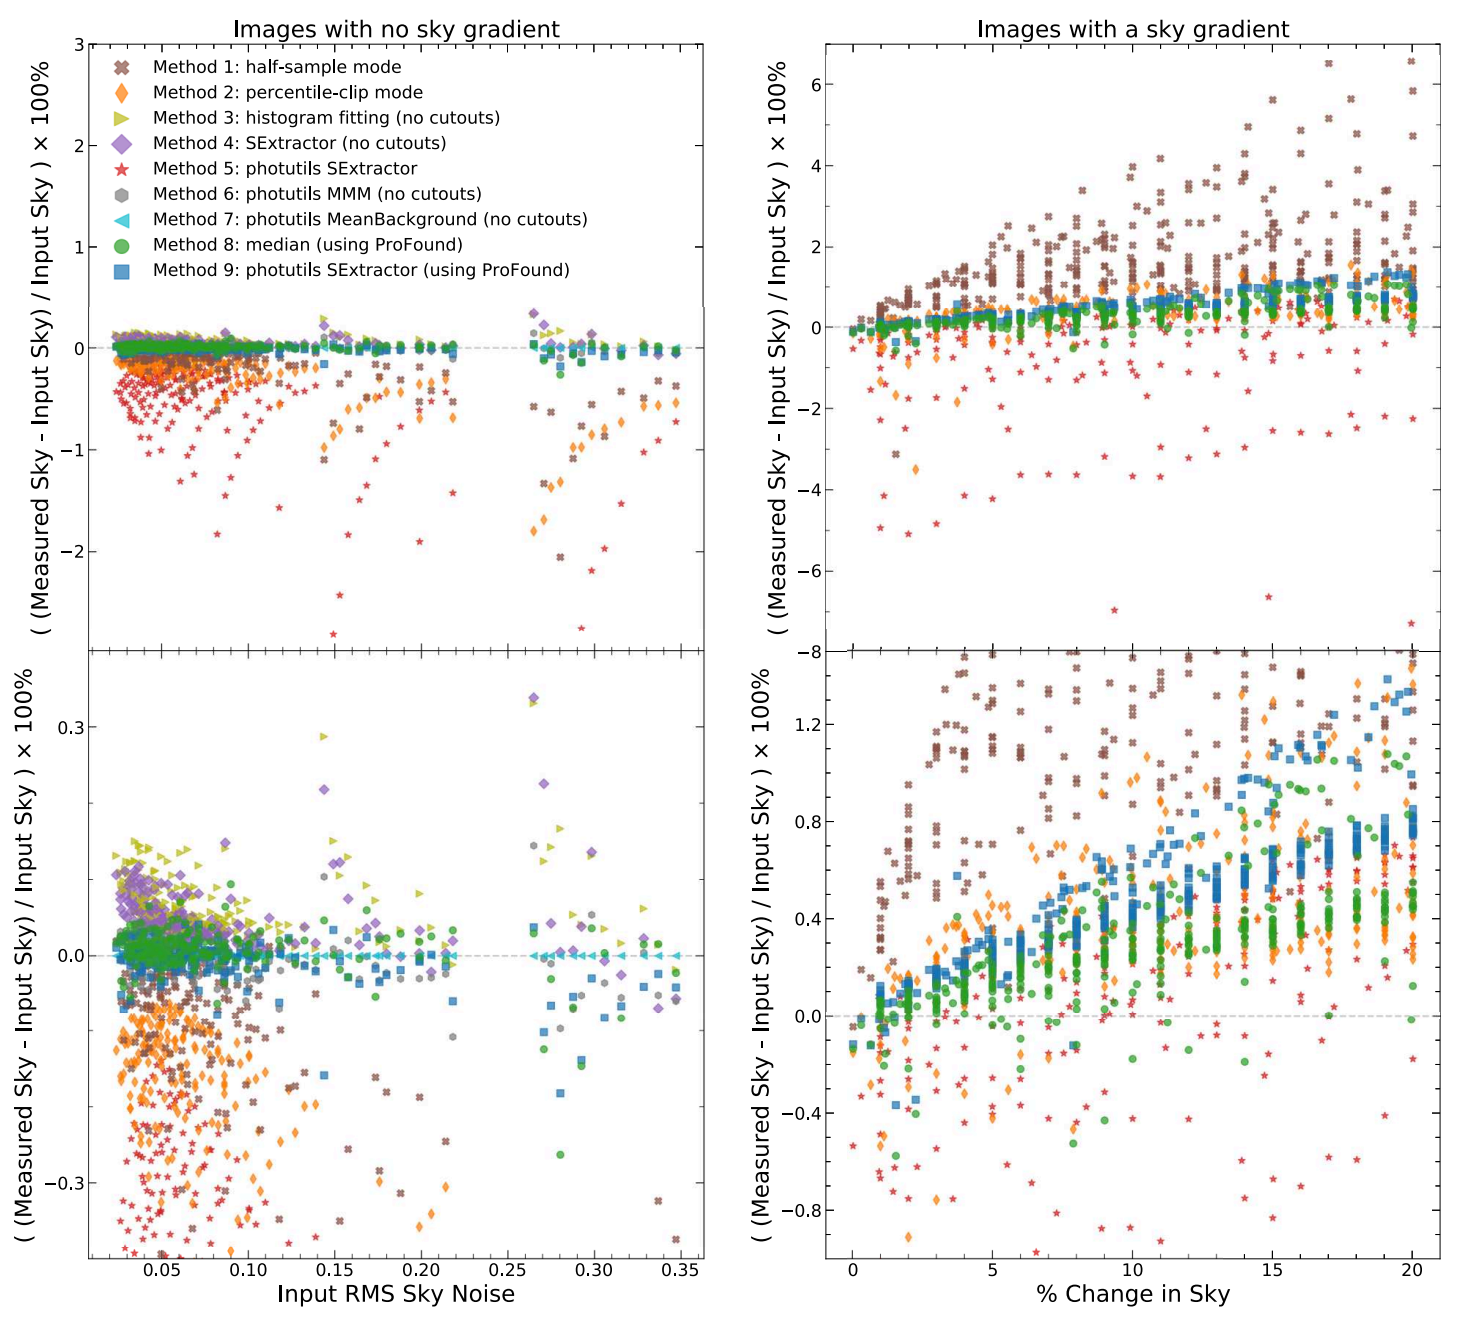 Images with no sky gradient
3
2
1
0
−1
−2
( (Measured Sky - Input Sky) / Input Sky ) × 100%
Method 1: half-sample mode
Method 2: percentile-clip mode
Method 3: histogram fitting (no cutouts)
Method 4: SExtractor (no cutouts)
Method 5: photutils SExtractor
Method 6: photutils MMM (no cutouts)
Method 7: photutils MeanBackground (no cutouts)
Method 8: median (using ProFound)
Method 9: photutils SExtractor (using ProFound)
Images with a sky gradient
6
4
2
0
−2
−4
−6
−8
( (Measured Sky - Input Sky) / Input Sky ) × 100%
0.3
0.0
−0.3
( (Measured Sky - Input Sky) / Input Sky ) × 100%
0.05 0.10 0.15 0.20 0.25 0.30 0.35
Input RMS Sky Noise
1.2
0.8
0.4
0.0
−0.4
−0.8
( (Measured Sky - Input Sky) / Input Sky ) × 100%
0 5 10 15 20
% Change in Sky